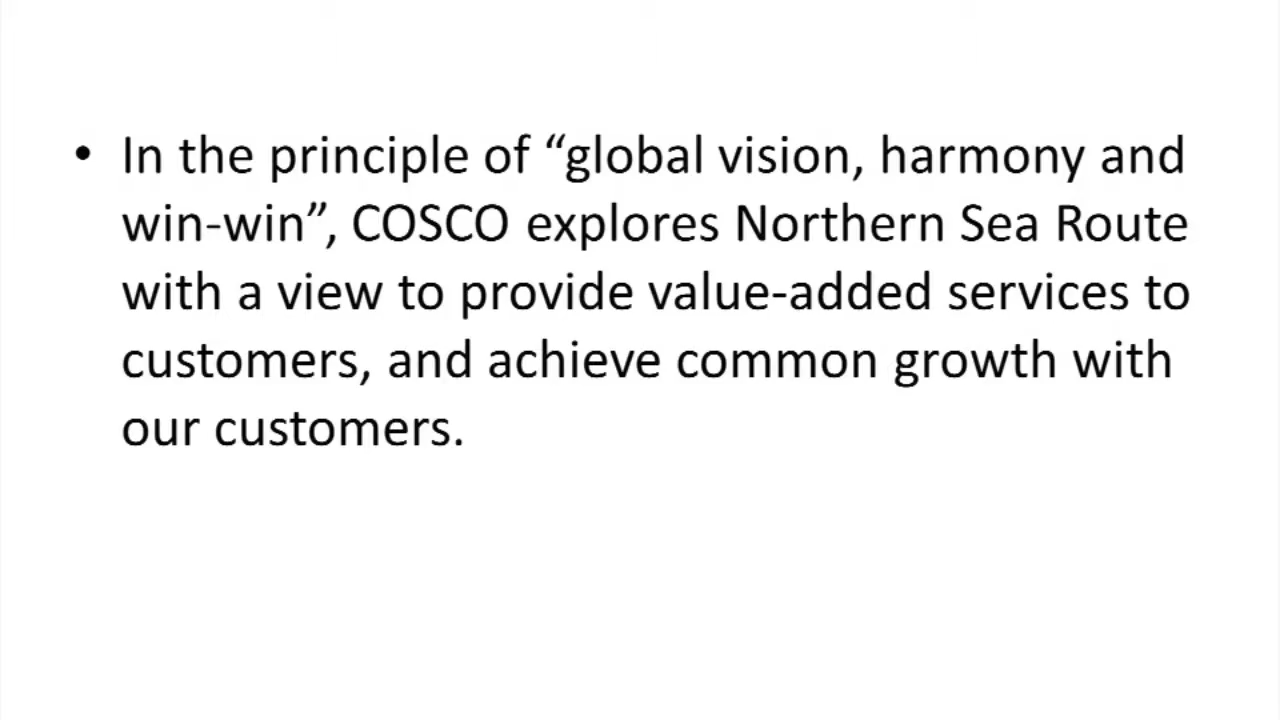 • In the principle of “global vision, harmony and
win-win”, COSCO explores Northern Sea Route
with a view to provide value-added services to
customers, and achieve common growth with
our customers.